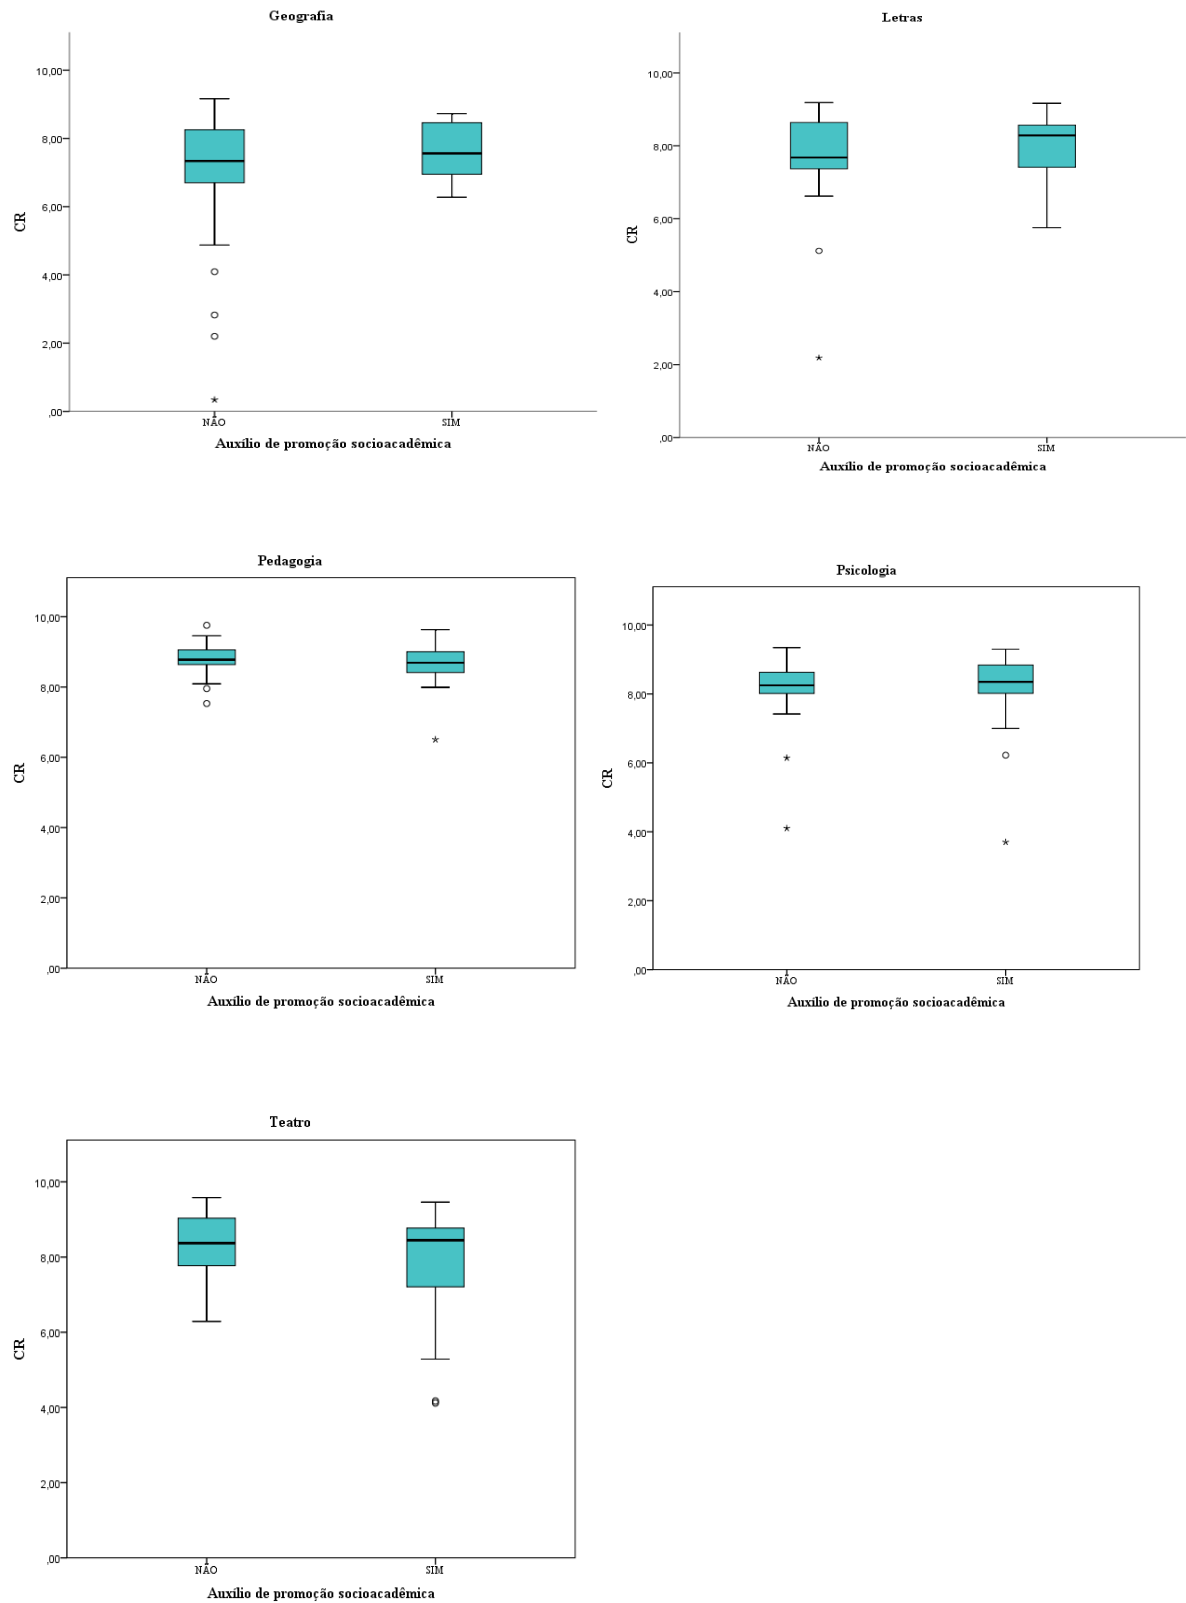 Geografia
10,00
8,00
6,00
4,00
2,00
,00
CR
NÃO
SIM
Auxílio de promoção socioacadêmica
Letras
10,00
8,00
6,00
4,00
2,00
,00
CR
NÃO
SIM
Auxílio de promoção socioacadêmica
Pedagogia
10,00
8,00
6,00
4,00
2,00
,00
CR
NÃO
SIM
Auxílio de promoção socioacadêmica
Psicologia
10,00
8,00
6,00
4,00
2,00
,00
CR
NÃO
SIM
Auxílio de promoção socioacadêmica
Teatro
10,00
8,00
6,00
4,00
2,00
,00
CR
NÃO
SIM
Auxílio de promoção socioacadêmica